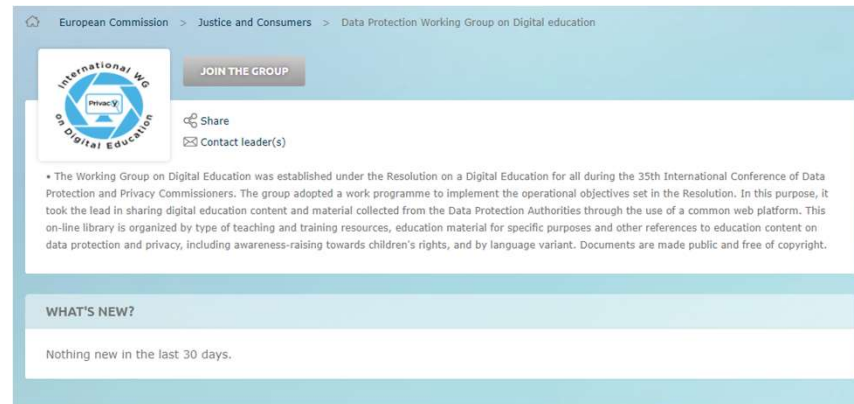 European Commission > Justice and Consumers > Data Protection Working Group on Digital education
International WG
on Digital Education
Privacy
JOIN THE GROUP
Share
Contact leader(s)
• The Working Group on Digital Education was established under the Resolution on a Digital Education for all during the 35th International Conference of Data
Protection and Privacy Commissioners. The group adopted a work programme to implement the operational objectives set in the Resolution. In this purpose, it
took the lead in sharing digital education content and material collected from the Data Protection Authorities through the use of a common web platform. This
on-line library is organized by type of teaching and training resources, education material for specific purposes and other references to education content on
data protection and privacy, including awareness-raising towards children's rights, and by language variant. Documents are made public and free of copyright.
WHAT'S NEW?
Nothing new in the last 30 days.